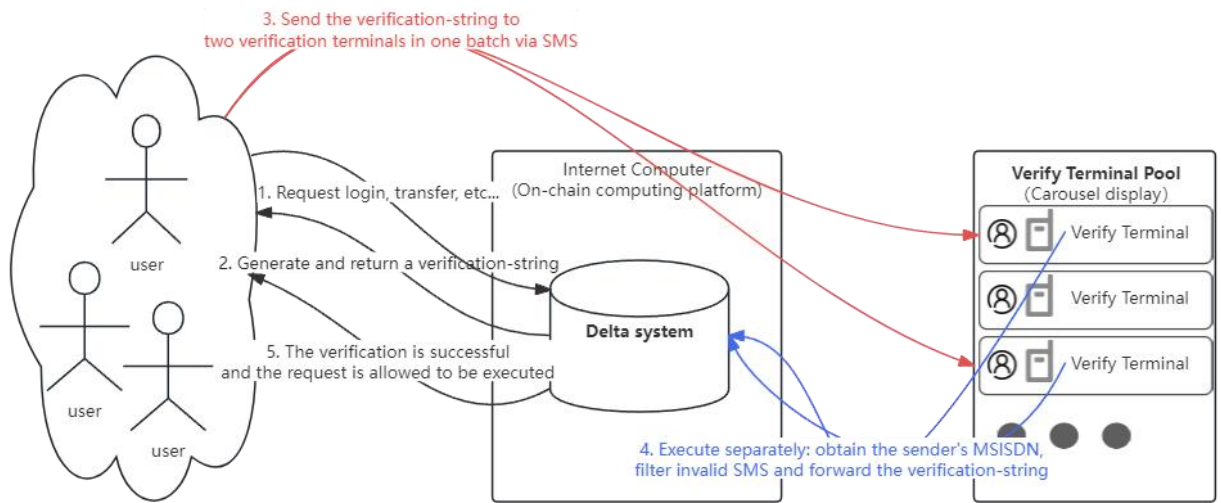 3. Send the verification-string to
two verification terminals in one batch via SMS
Internet Computer
(On-chain computing platform)
Verify Terminal Pool
(Carousel display)
1. Request login, transfer, etc...
Verify Terminal
user
2. Generate and return a verification-string
Verify Terminal
Delta system
5. The verification is successful
and the request is allowed to be executed
Verify Terminal
user
user
4. Execute separately: obtain the sender's MSISDN,
filter invalid SMS and forward the verification-string